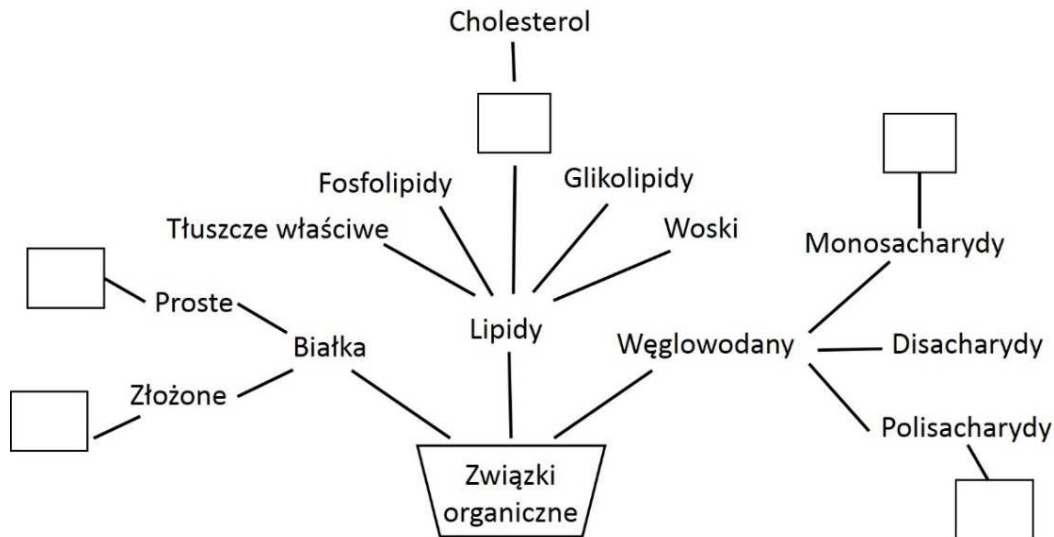 Cholesterol
Fosfolipidy
Glikolipidy
Tłuszcze właściwe
Woski
Monosacharydy
Proste
Lipidy
Białka
Węglowodany
Disacharydy
Złożone
Polisacharydy
Związki
organiczne